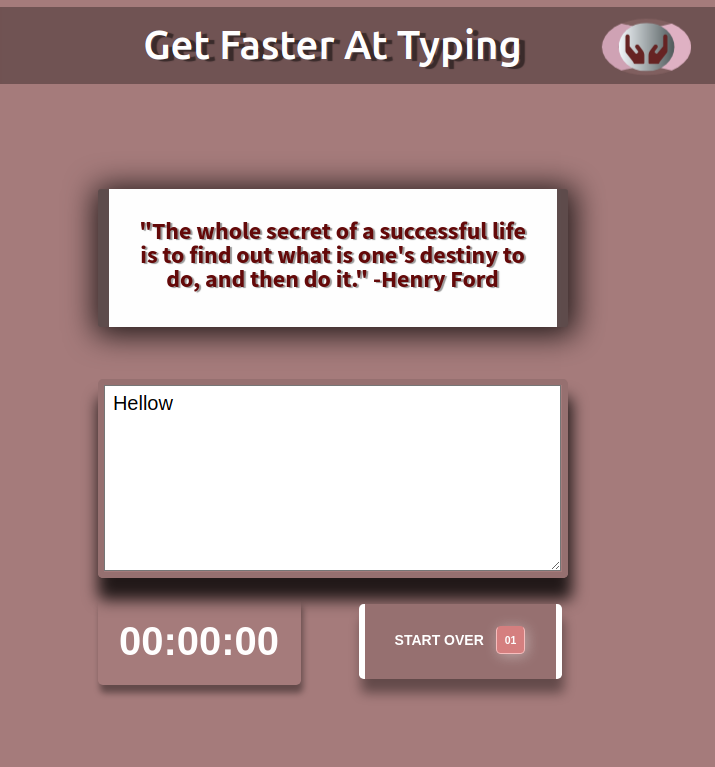 Get Faster At Typing
"The whole secret of a successful life
is to find out what is one's destiny to
do, and then do it." -Henry Ford
Hellow
00:00:00
START OVER 01